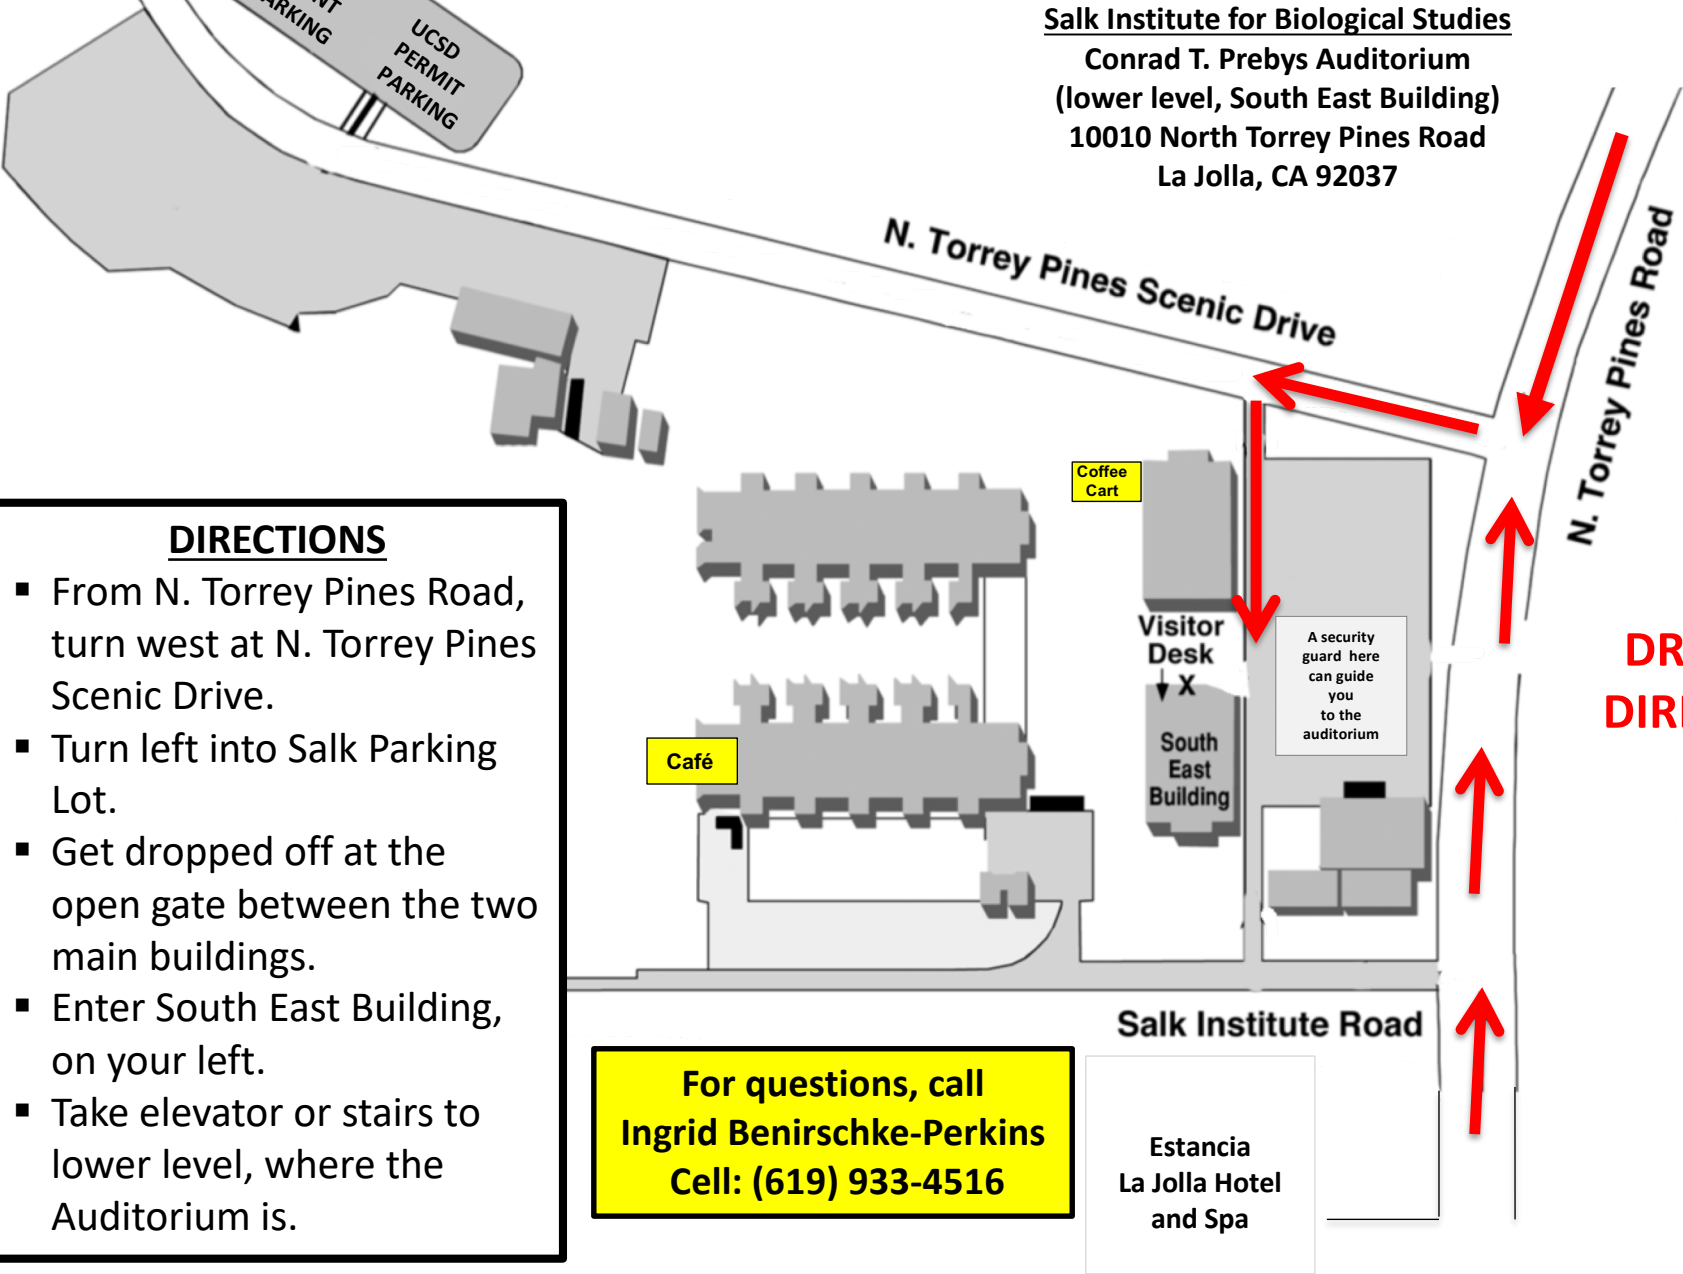 UCSD
PERMIT
PARKING
Salk Institute for Biological Studies
Conrad T. Prebys Auditorium
(lower level, South East Building)
10010 North Torrey Pines Road
La Jolla, CA 92037
N. Torrey Pines Scenic Drive
N. Torrey Pines Road
Coffee
Cart
Visitor
Desk
X
A security
guard here
can guide
you
to the
auditorium
South
East
Building
Café
DIRECTIONS
▪ From N. Torrey Pines Road,
turn west at N. Torrey Pines
Scenic Drive.
▪ Turn left into Salk Parking
Lot.
▪ Get dropped off at the
open gate between the two
main buildings.
▪ Enter South East Building,
on your left.
▪ Take elevator or stairs to
lower level, where the
Auditorium is.
Salk Institute Road
For questions, call
Ingrid Benirschke-Perkins
Cell: (619) 933-4516
Estancia
La Jolla Hotel
and Spa